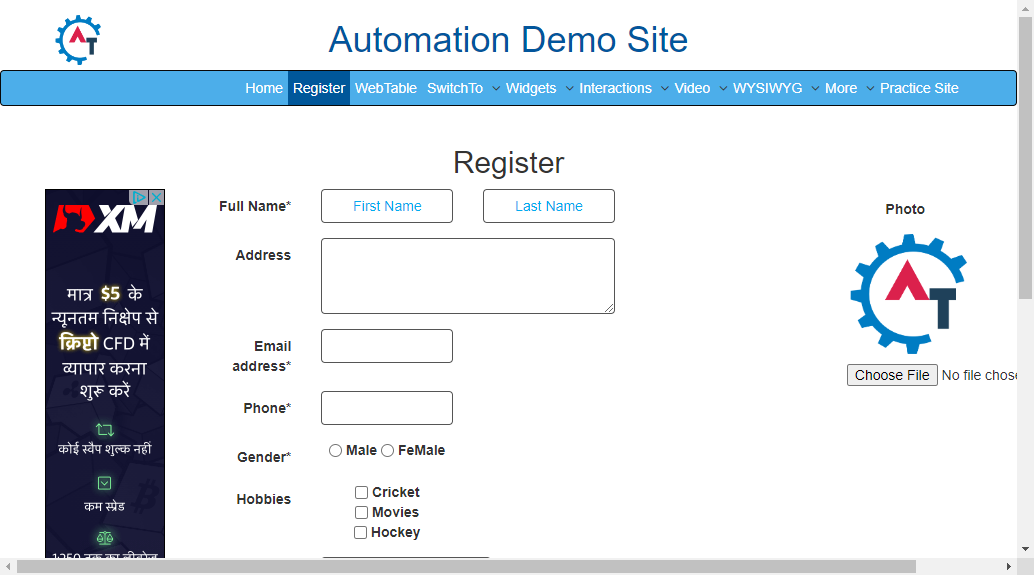 Automation Demo Site
Home Register WebTable SwitchTo Widgets Interactions Video WYSIWYG More Practice Site
Register
XM
मात्र $5 के
न्यूनतम निक्षेप से
क्रिप्टो CFD में
व्यापार करना
शुरू करें
कोई स्वैप शुल्क नहीं
कम स्प्रेड
Full Name* First Name Last Name
Address
Email
address*
Phone*
Gender* Male FeMale
Hobbies Cricket
Movies
Hockey
Photo
AT
Choose File No file chose